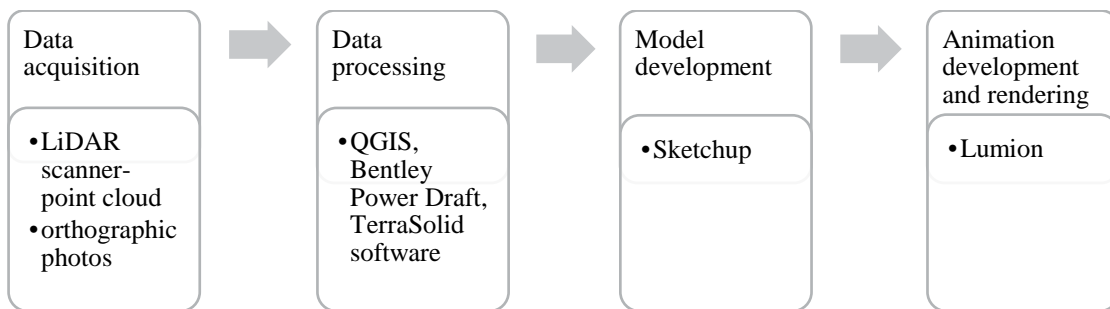 Data
acquisition
•LiDAR
scanner-
point cloud
•orthographic
photos
Data
processing
•QGIS,
Bentley
Power Draft,
TerraSolid
software
Model
development
•Sketchup
Animation
development
and rendering
•Lumion